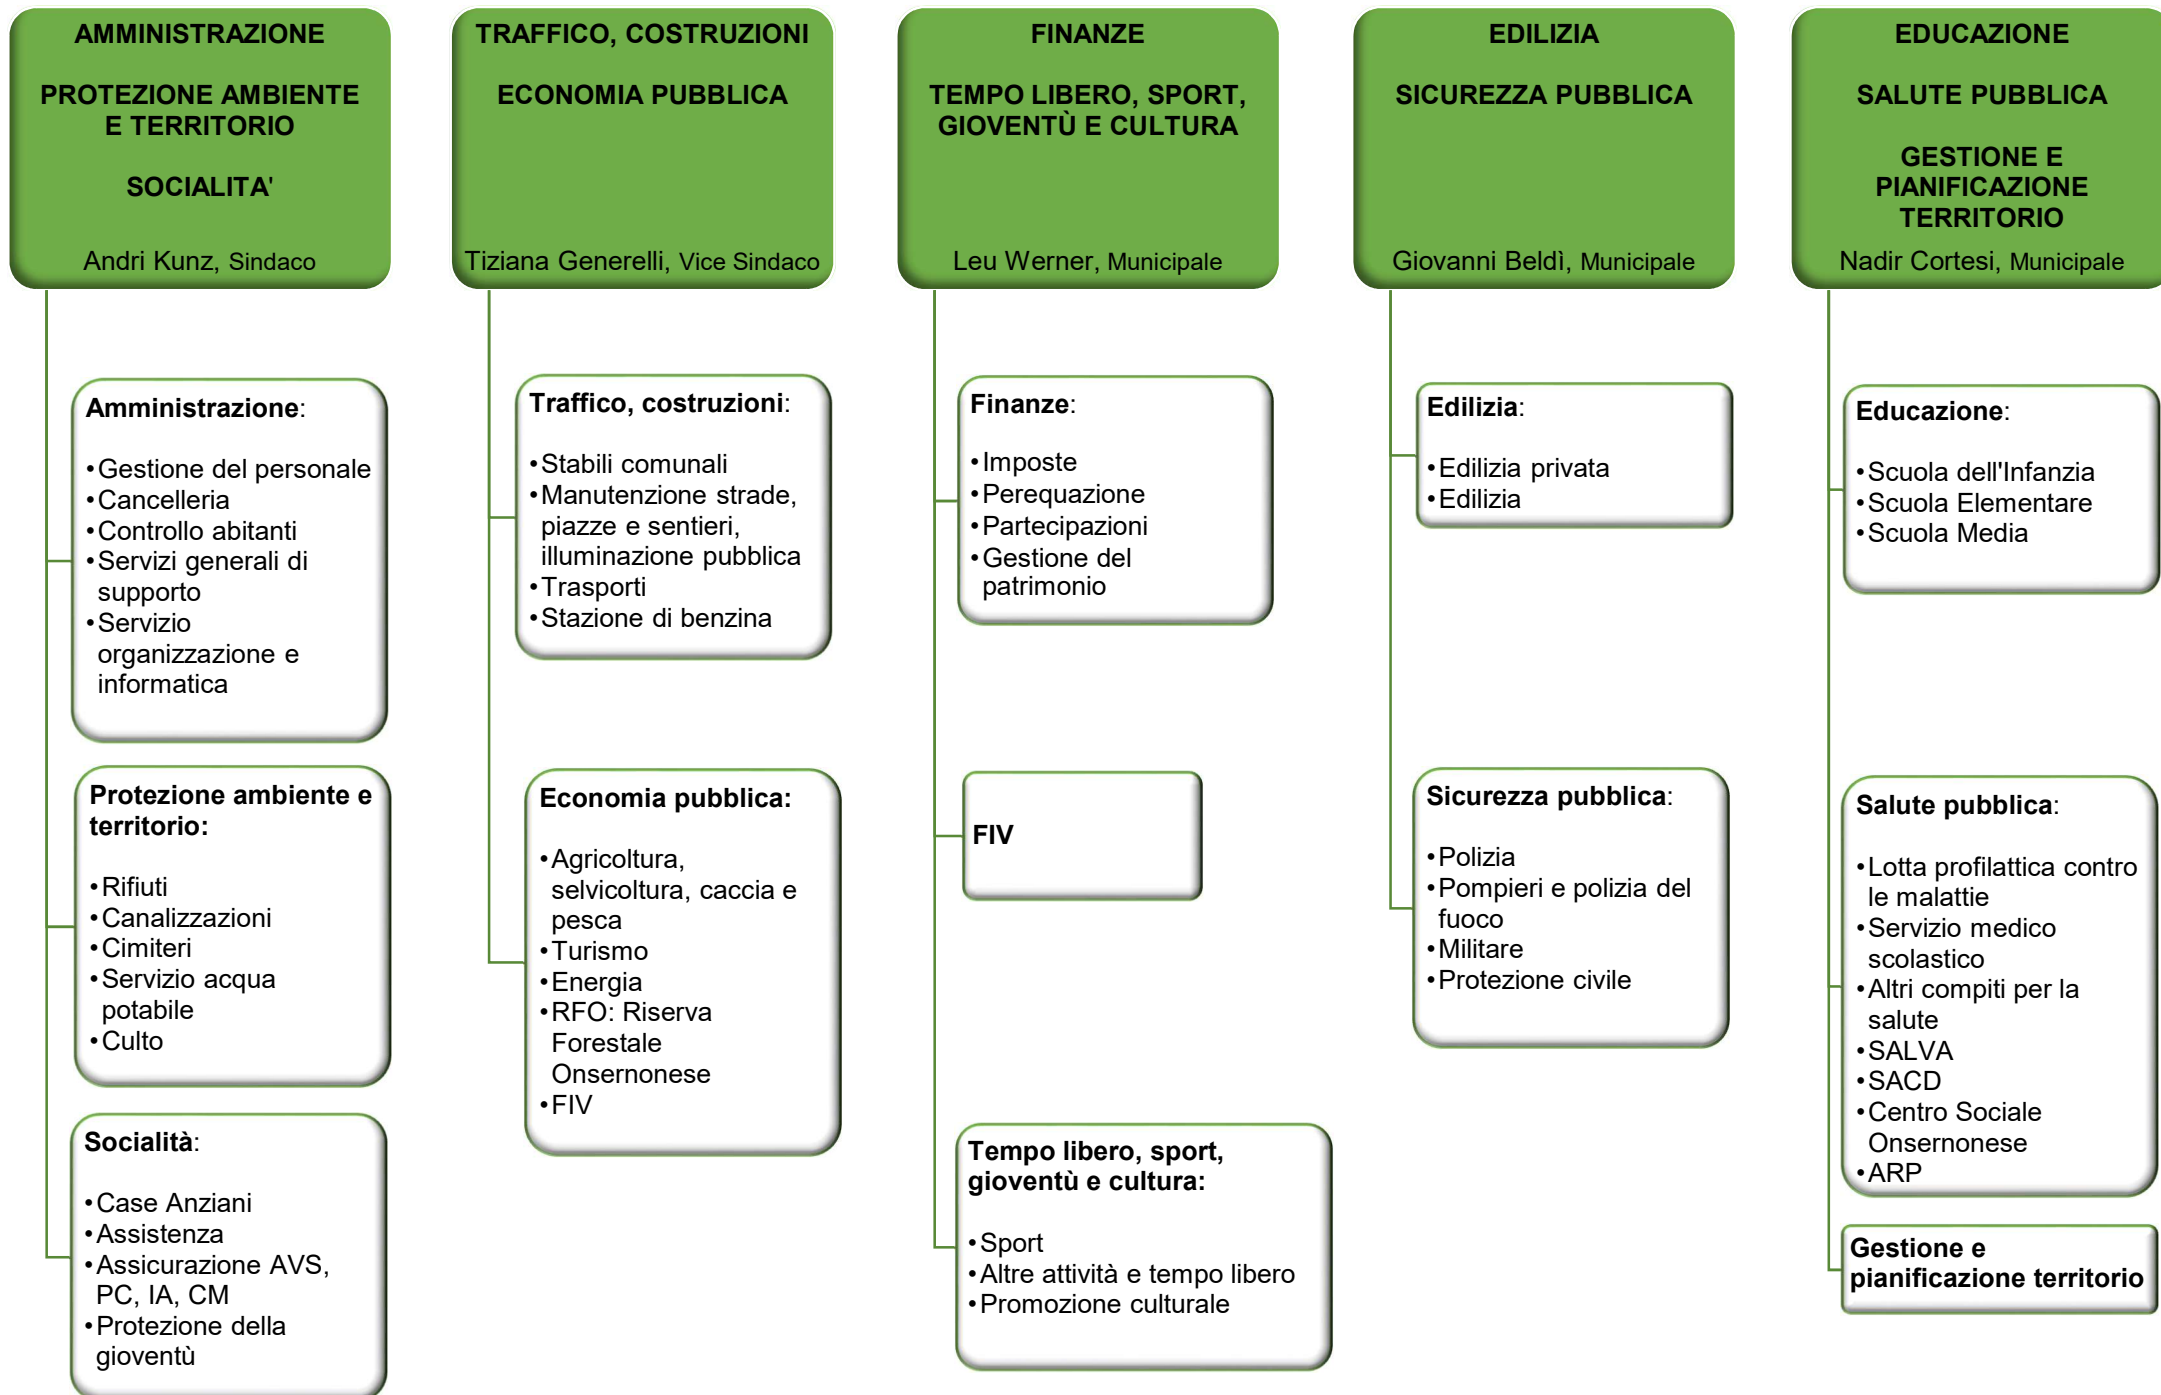 AMMINISTRAZIONE
PROTEZIONE AMBIENTE
E TERRITORIO
SOCIALITA'
Andri Kunz, Sindaco
Amministrazione:
•Gestione del personale
•Cancelleria
•Controllo abitanti
•Servizi generali di
supporto
•Servizio
organizzazione e
informatica
Protezione ambiente e
territorio:
•Rifiuti
•Canalizzazioni
•Cimiteri
•Servizio acqua
potabile
•Culto
Socialità:
•Case Anziani
•Assistenza
•Assicurazione AVS,
PC, IA, CM
•Protezione della
gioventù
TRAFFICO, COSTRUZIONI
ECONOMIA PUBBLICA
Tiziana Generelli, Vice Sindaco
Traffico, costruzioni:
•Stabili comunali
•Manutenzione strade,
piazze e sentieri,
illuminazione pubblica
•Trasporti
•Stazione di benzina
Economia pubblica:
•Agricoltura,
selvicoltura, caccia e
pesca
•Turismo
•Energia
•RFO: Riserva
Forestale
Onsernonese
•FIV
FINANZE
TEMPO LIBERO, SPORT,
GIOVENTÙ E CULTURA
Leu Werner, Municipale
Finanze:
•Imposte
•Perequazione
•Partecipazioni
•Gestione del
patrimonio
FIV
Tempo libero, sport,
gioventù e cultura:
•Sport
•Altre attività e tempo libero
•Promozione culturale
EDILIZIA
SICUREZZA PUBBLICA
Giovanni Beldì, Municipale
Edilizia:
•Edilizia privata
•Edilizia
Sicurezza pubblica:
•Polizia
•Pompieri e polizia del
fuoco
•Militare
•Protezione civile
EDUCAZIONE
SALUTE PUBBLICA
GESTIONE E
PIANIFICAZIONE
TERRITORIO
Nadir Cortesi, Municipale
Educazione:
•Scuola dell'Infanzia
•Scuola Elementare
•Scuola Media
Salute pubblica:
•Lotta profilattica contro
le malattie
•Servizio medico
scolastico
•Altri compiti per la
salute
•SALVA
•SACD
•Centro Sociale
Onsernonese
•ARP
Gestione e
pianificazione territorio